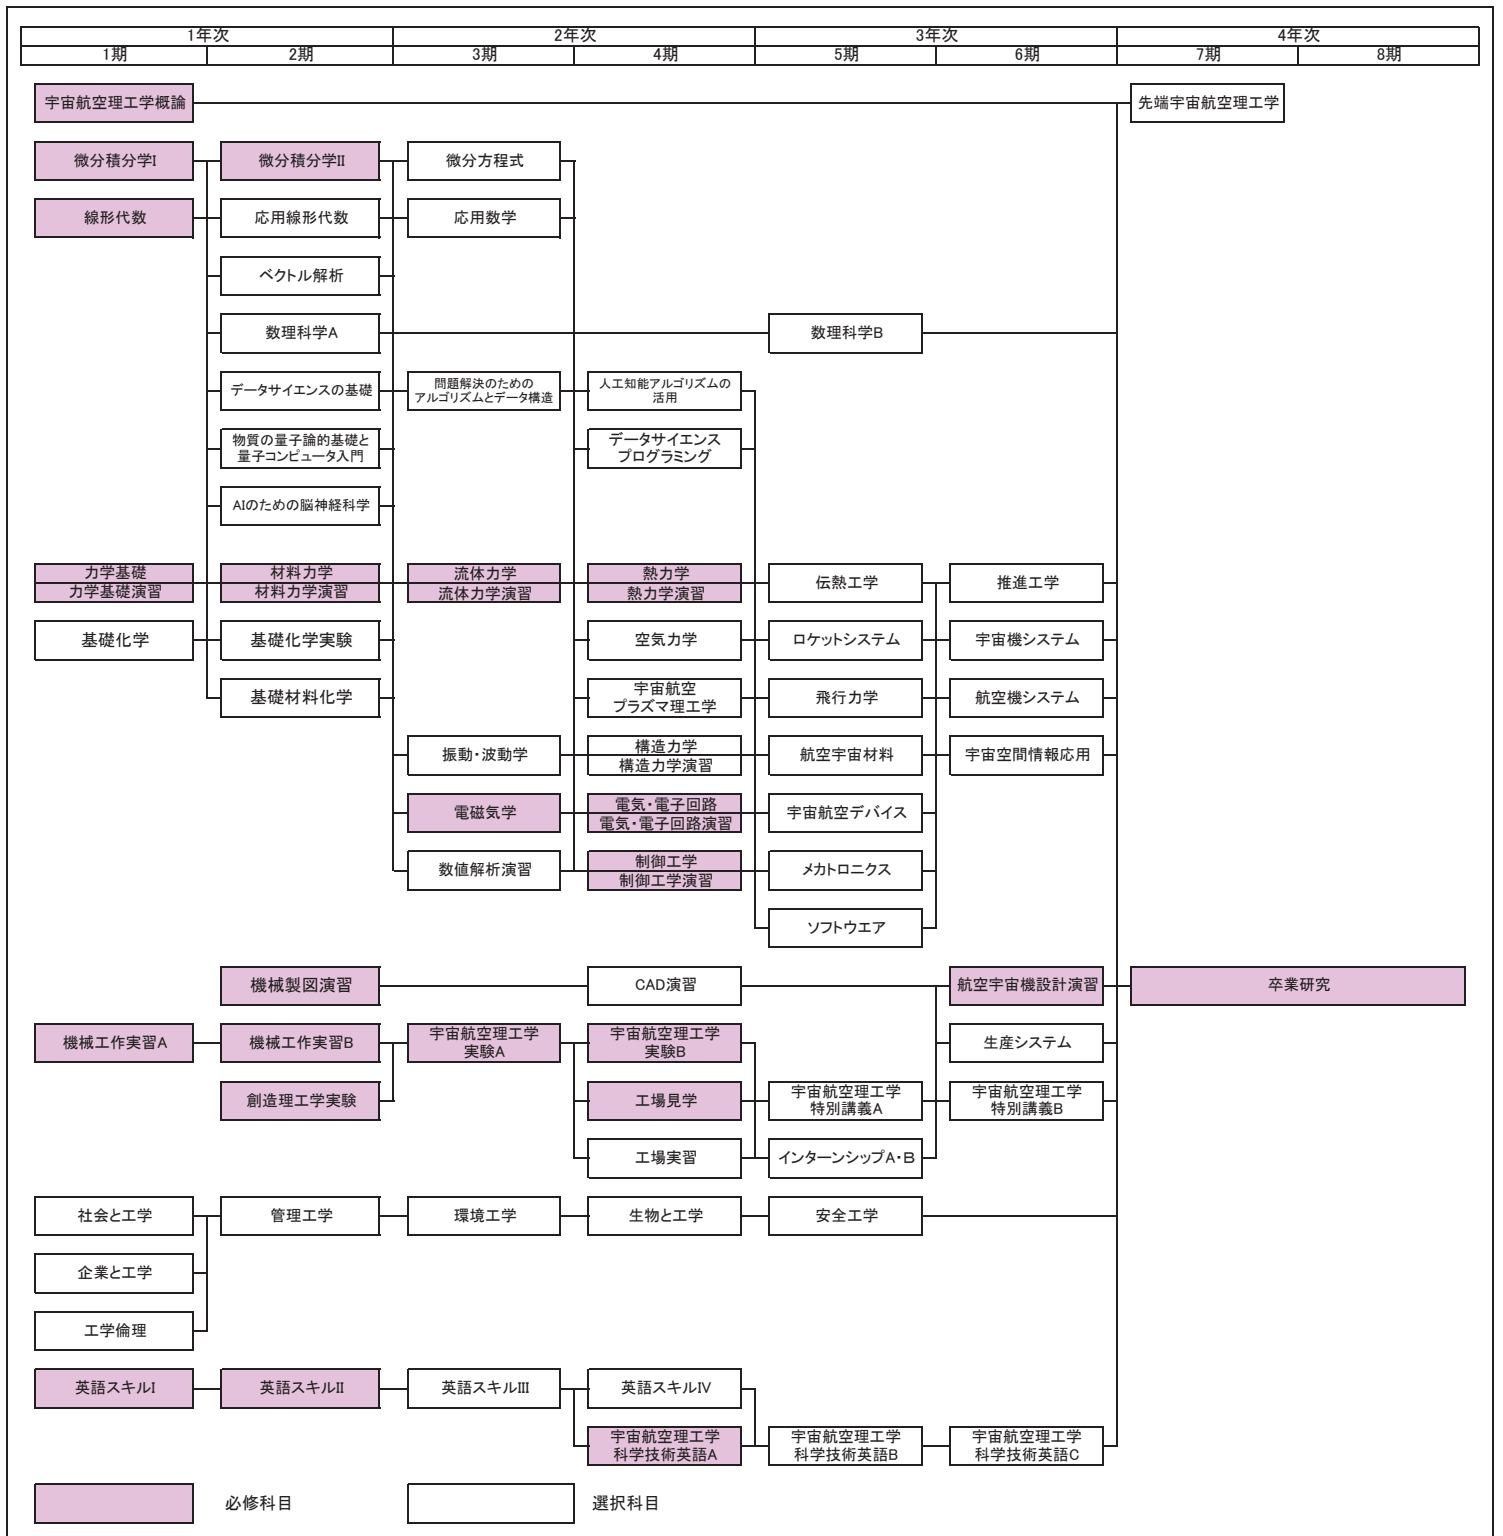 1年次
2年次
3年次
4年次
1期
2期
3期
4期
5期
6期
7期
8期
宇宙航空理工学概論
先端宇宙航空理工学
微分積分学I
微分積分学II
微分方程式
線形代数
応用線形代数
応用数学
ベクトル解析
数理科学A
数理科学B
データサイエンスの基礎
問題解決のための
アルゴリズムとデータ構造
人工知能アルゴリズムの
活用
物質の量子論的基礎と
量子コンピュータ入門
データサイエンス
プログラミング
AIのための脳神経科学
力学基礎
力学基礎演習
材料力学
材料力学演習
流体力学
流体力学演習
熱力学
熱力学演習
伝熱工学
推進工学
基礎化学
基礎化学実験
空気力学
ロケットシステム
宇宙機システム
基礎材料化学
宇宙航空
プラズマ理工学
飛行力学
航空機システム
振動・波動学
構造力学
構造力学演習
航空宇宙材料
宇宙空間情報応用
電磁気学
電気・電子回路
電気・電子回路演習
宇宙航空デバイス
数値解析演習
制御工学
制御工学演習
メカトロニクス
ソフトウエア
機械製図演習
CAD演習
航空宇宙機設計演習
卒業研究
機械工作実習A
機械工作実習B
宇宙航空理工学
実験A
宇宙航空理工学
実験B
生産システム
創造理工学実験
工場見学
宇宙航空理工学
特別講義A
宇宙航空理工学
特別講義B
工場実習
インターンシップA・B
社会と工学
管理工学
環境工学
生物と工学
安全工学
企業と工学
工学倫理
英語スキルI
英語スキルII
英語スキルIII
英語スキルIV
宇宙航空理工学
科学技術英語A
宇宙航空理工学
科学技術英語B
宇宙航空理工学
科学技術英語C
必修科目
選択科目